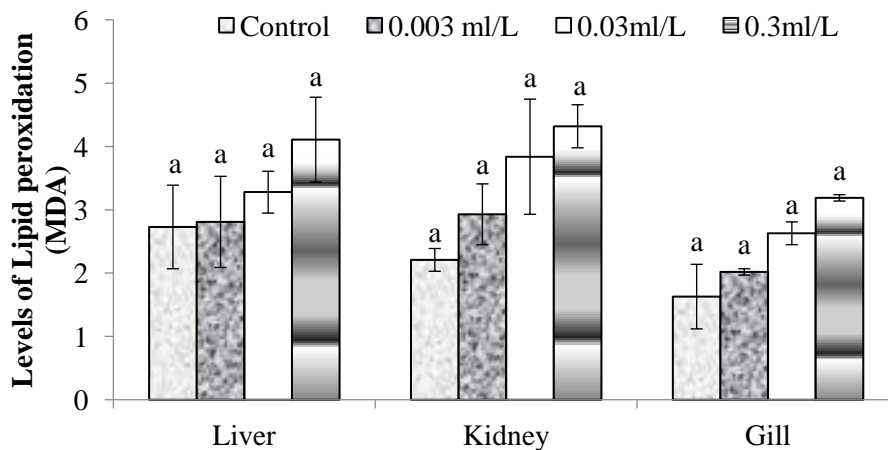 Levels of Lipid peroxidation
(MDA)
6
5
4
3
2
1
0
Control 0.003 ml/L 0.03ml/L 0.3ml/L
a a a a
a a a a
a a a a
Liver Kidney Gill